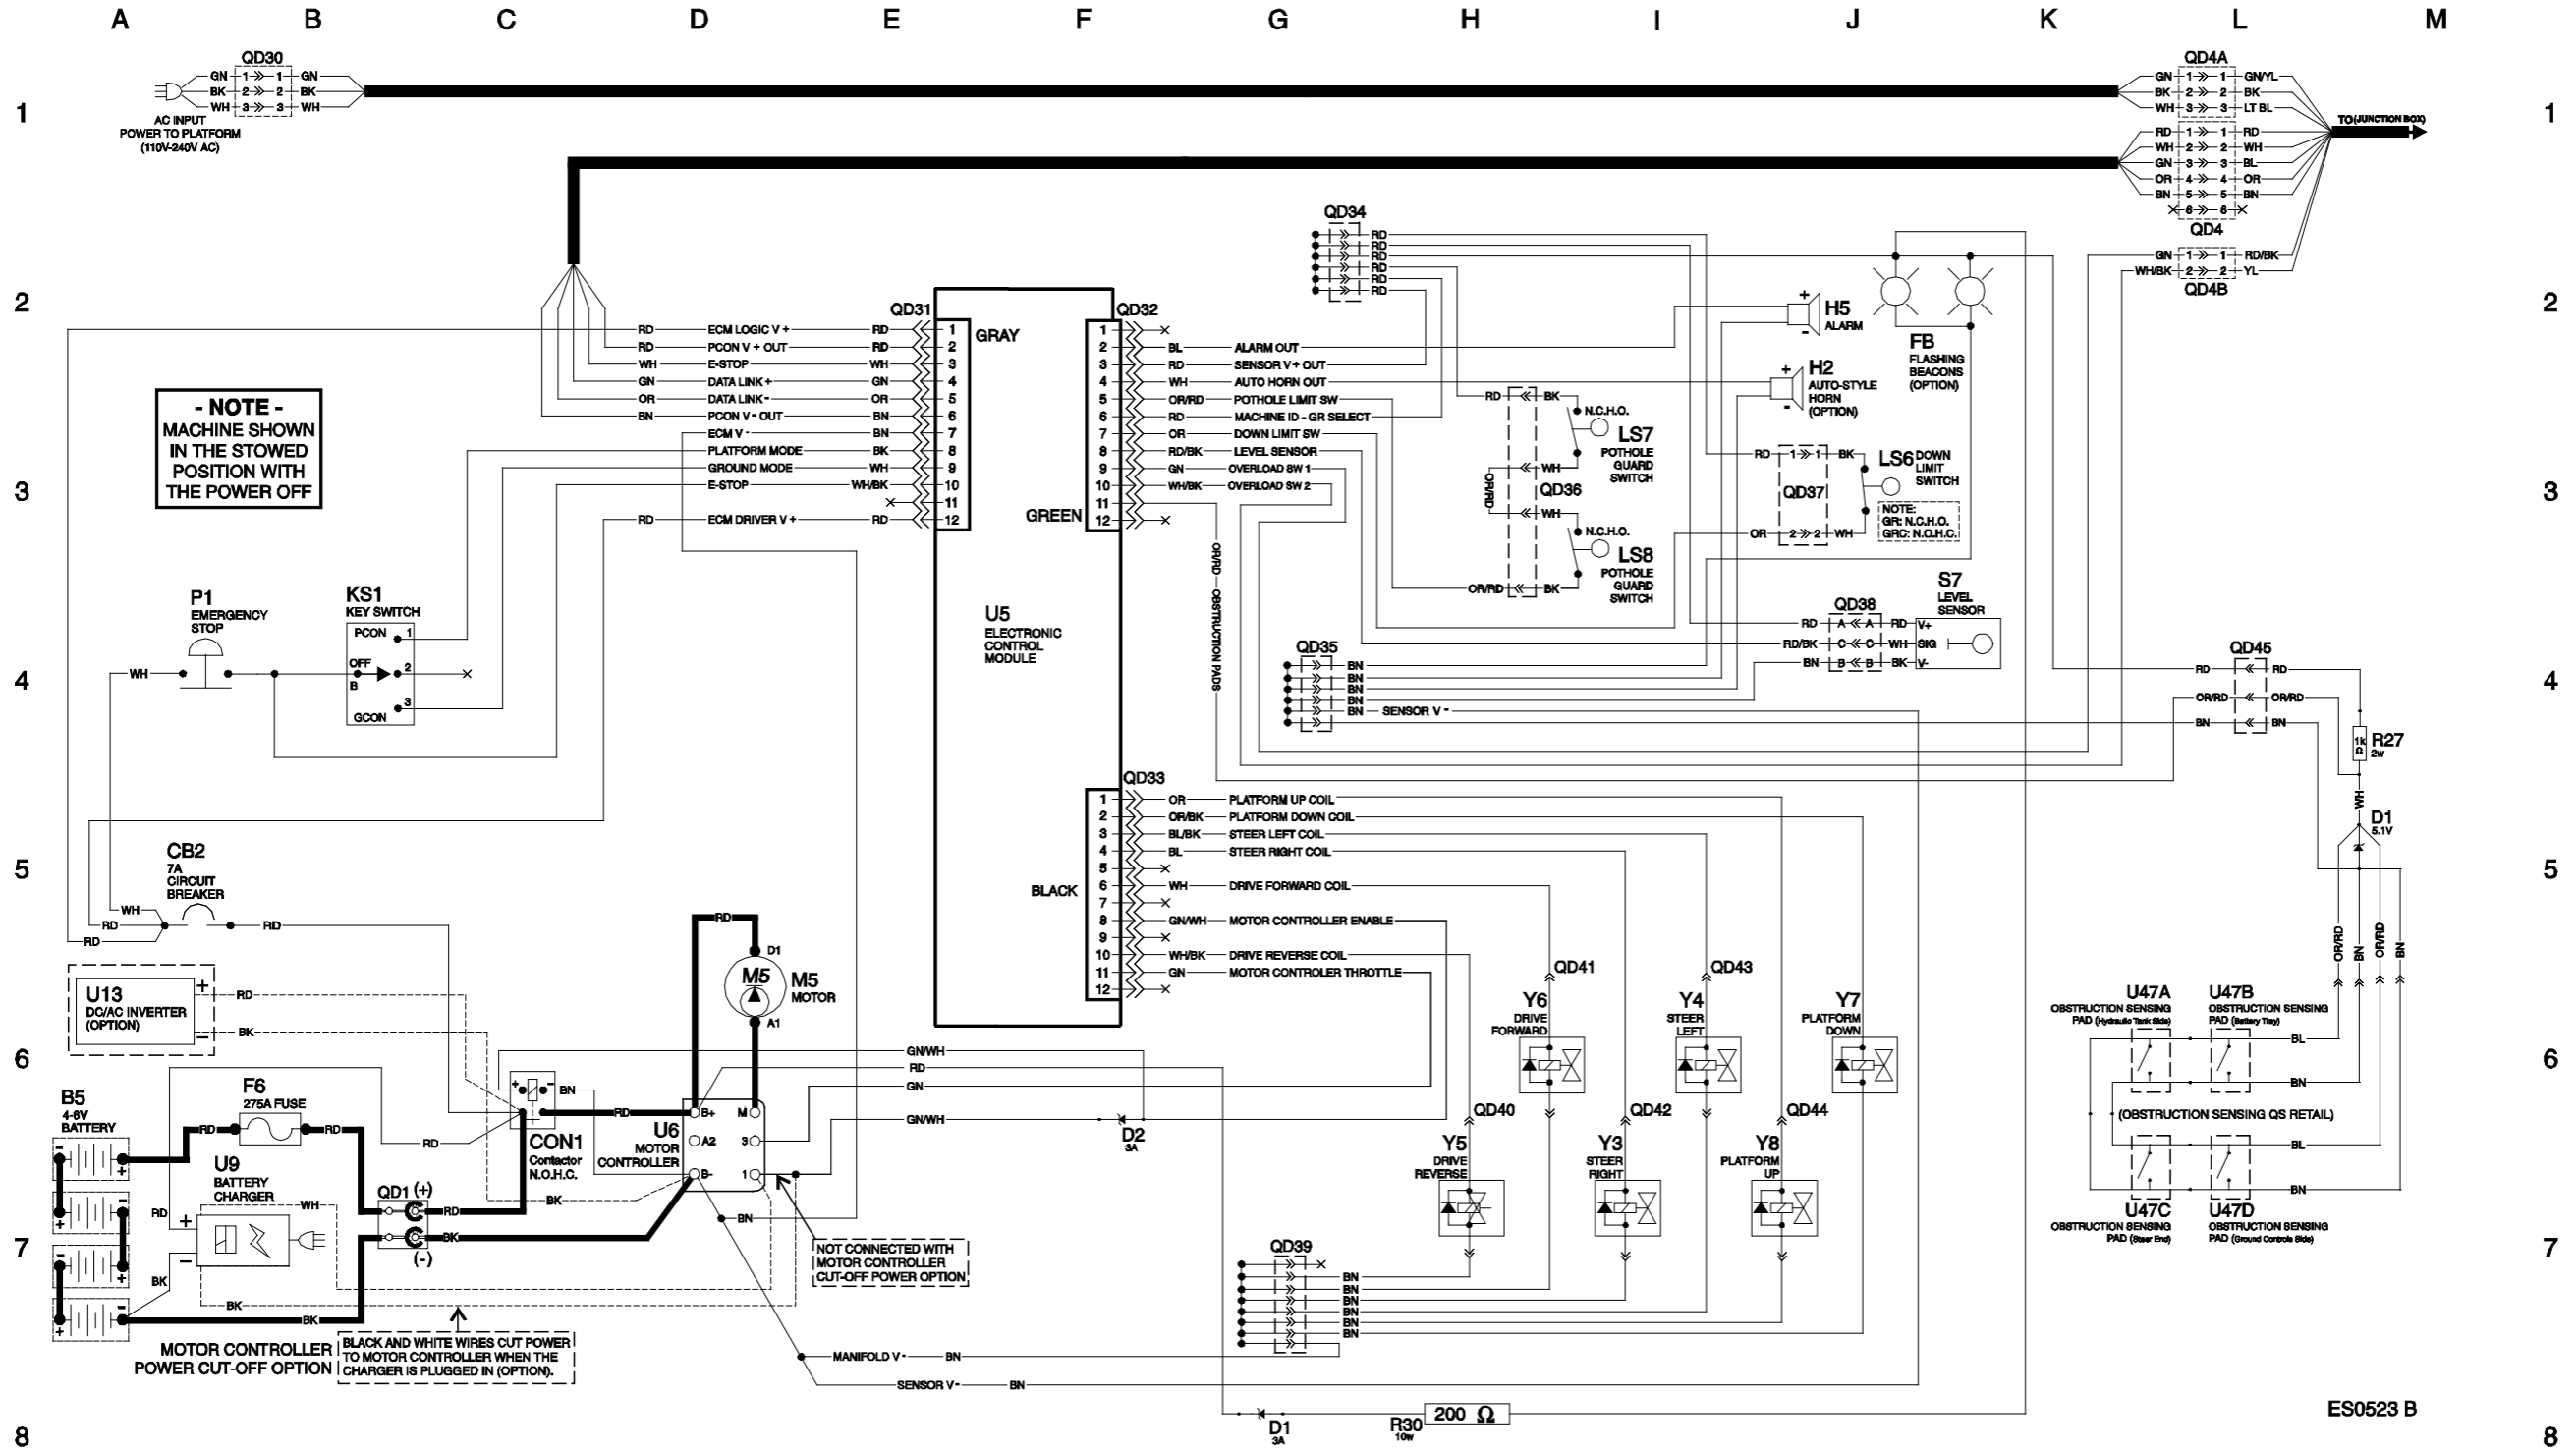 A B C D E F G H I J K L M
1 1
2 2
3 3
4 4
5 5
6 6
7 7
8 8
QD30
GN 1 1 GN
BK 2 2 BK
WH 3 3 WH
AC INPUT
POWER TO PLATFORM
(110V-240V AC)
QD4A
GN 1 1 GN/YL
BK 2 2 BK
WH 3 3 LT BL
RD 1 1 RD
WH 2 2 WH
GN 3 3 BL
OR 4 4 OR
BN 5 5 BN
6 6
QD4
GN 1 1 RD/BK
WH/BK 2 2 YL
QD4B
TO (JUNCTION BOX)
- NOTE -
MACHINE SHOWN
IN THE STOWED
POSITION WITH
THE POWER OFF
QD31
RD ECM LOGIC V + RD 1
RD PCON V + OUT RD 2
WH E-STOP WH 3
GN DATA LINK + GN 4
OR DATA LINK - OR 5
BN PCON V - OUT BN 6
ECM V - BN 7
PLATFORM MODE BK 8
GROUND MODE WH 9
E-STOP WH/BK 10
11
RD ECM DRIVER V + RD 12
GRAY
GREEN
BLACK
U5
ELECTRONIC
CONTROL
MODULE
QD32
1
2 BL ALARM OUT
3 RD SENSOR V + OUT
4 WH AUTO HORN OUT
5 OR/RD POTHOLE LIMIT SW
6 RD MACHINE ID - GR SELECT
7 OR DOWN LIMIT SW
8 RD/BK LEVEL SENSOR
9 GN OVERLOAD SW 1
10 WH/BK OVERLOAD SW 2
11
12
OR/RD OBSTRUCTION PADS
QD34
RD
RD
RD
RD
RD
RD
H5
ALARM
+
-
H2
AUTO-STYLE
HORN
(OPTION)
+
-
FB
FLASHING
BEACONS
(OPTION)
RD BK
N.C.H.O.
LS7
POTHOLE
GUARD
SWITCH
WH
OR/RD
QD36
WH
N.C.H.O.
LS8
POTHOLE
GUARD
SWITCH
OR/RD BK
RD 1 1 BK
QD37
OR 2 2 WH
LS6 DOWN
LIMIT
SWITCH
NOTE:
GR: N.C.H.O.
GRC: N.O.H.C.
S7
LEVEL
SENSOR
QD38
RD A A RD V+
RD/BK C C WH SIG
BN B B BK V-
QD35
BN
BN
BN
BN
BN SENSOR V -
QD45
RD RD
OR/RD OR/RD
BN BN
1k
Ω
R27
2w
WH
D1
5.1V
OR/RD
BN
OR/RD
BN
P1
EMERGENCY
STOP
WH
KS1
KEY SWITCH
PCON 1
OFF 2
B
3
GCON
CB2
7A
CIRCUIT
BREAKER
WH
RD
RD
RD
U13
DC/AC INVERTER
(OPTION)
+ RD
- BK
M5
M5
MOTOR
D1
A1
RD
QD33
1 OR PLATFORM UP COIL
2 OR/BK PLATFORM DOWN COIL
3 BL/BK STEER LEFT COIL
4 BL STEER RIGHT COIL
5
6 WH DRIVE FORWARD COIL
7
8 GN/WH MOTOR CONTROLLER ENABLE
9
10 WH/BK DRIVE REVERSE COIL
11 GN MOTOR CONTROLER THROTTLE
12
QD41
Y6
DRIVE
FORWARD
QD43
Y4
STEER
LEFT
Y7
PLATFORM
DOWN
QD40
Y5
DRIVE
REVERSE
QD42
Y3
STEER
RIGHT
QD44
Y8
PLATFORM
UP
U47A
OBSTRUCTION SENSING
PAD (Hydraulic Tank Side)
U47B
OBSTRUCTION SENSING
PAD (Battery Tray)
BL
BN
(OBSTRUCTION SENSING QS RETAIL)
BL
BN
U47C
OBSTRUCTION SENSING
PAD (Steer End)
U47D
OBSTRUCTION SENSING
PAD (Ground Controls Side)
B5
4-6V
BATTERY
F6
275A FUSE
RD RD
RD
+ - BN
CON1
Contactor
N.O.H.C.
RD
U6
MOTOR
CONTROLLER
B+ M
A2 3
B- 1
GN/WH
RD
GN
GN/WH
D2
3A
U9
BATTERY
CHARGER
WH
RD
+
-
BK
BK
QD1 (+)
RD
BK
(-)
BK
BK
BN
NOT CONNECTED WITH
MOTOR CONTROLLER
CUT-OFF POWER OPTION
MOTOR CONTROLLER
POWER CUT-OFF OPTION
BLACK AND WHITE WIRES CUT POWER
TO MOTOR CONTROLLER WHEN THE
CHARGER IS PLUGGED IN (OPTION).
QD39
BN
BN
BN
BN
BN
BN
MANIFOLD V - BN
SENSOR V - BN
D1
3A
R30
10w
200 Ω
ES0523 B